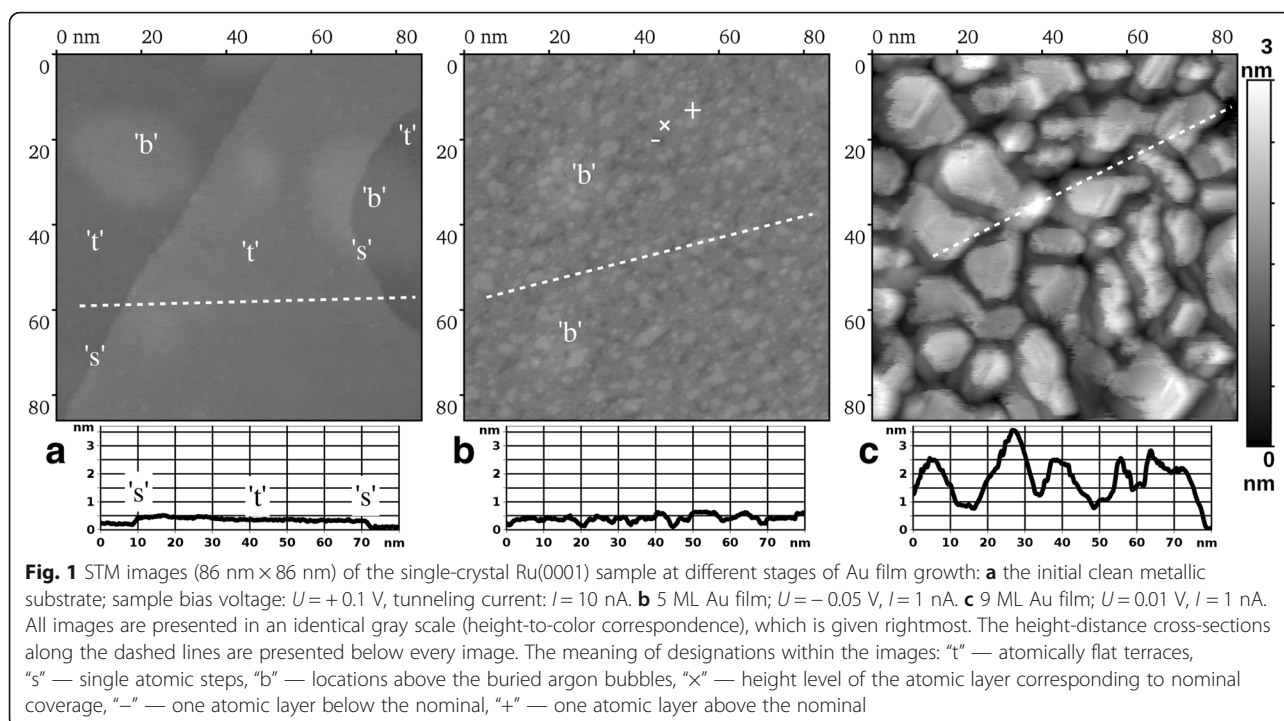 0 nm 20 40 60 80
0 nm 20 40 60 80
0 nm 20 40 60 80
3
nm
0
20
40
60
80
'b'
't'
't'
'b'
't'
's'
's'
0
20
40
60
80
+
×
−
'b'
'b'
0
20
40
60
80
0
nm
a
nm
3
2
1
0
's' 't' 's'
0 10 20 30 40 50 60 70 nm
b
nm
3
2
1
0
0 10 20 30 40 50 60 70 nm
c
nm
3
2
1
0
0 10 20 30 40 50 60 70 nm
Fig. 1 STM images (86 nm × 86 nm) of the single-crystal Ru(0001) sample at different stages of Au film growth: a the initial clean metallic
substrate; sample bias voltage: U = + 0.1 V, tunneling current: I = 10 nA. b 5 ML Au film; U = − 0.05 V, I = 1 nA. c 9 ML Au film; U = 0.01 V, I = 1 nA.
All images are presented in an identical gray scale (height-to-color correspondence), which is given rightmost. The height-distance cross-sections
along the dashed lines are presented below every image. The meaning of designations within the images: “t” — atomically flat terraces,
“s” — single atomic steps, “b” — locations above the buried argon bubbles, “×” — height level of the atomic layer corresponding to nominal
coverage, “−” — one atomic layer below the nominal, “+” — one atomic layer above the nominal